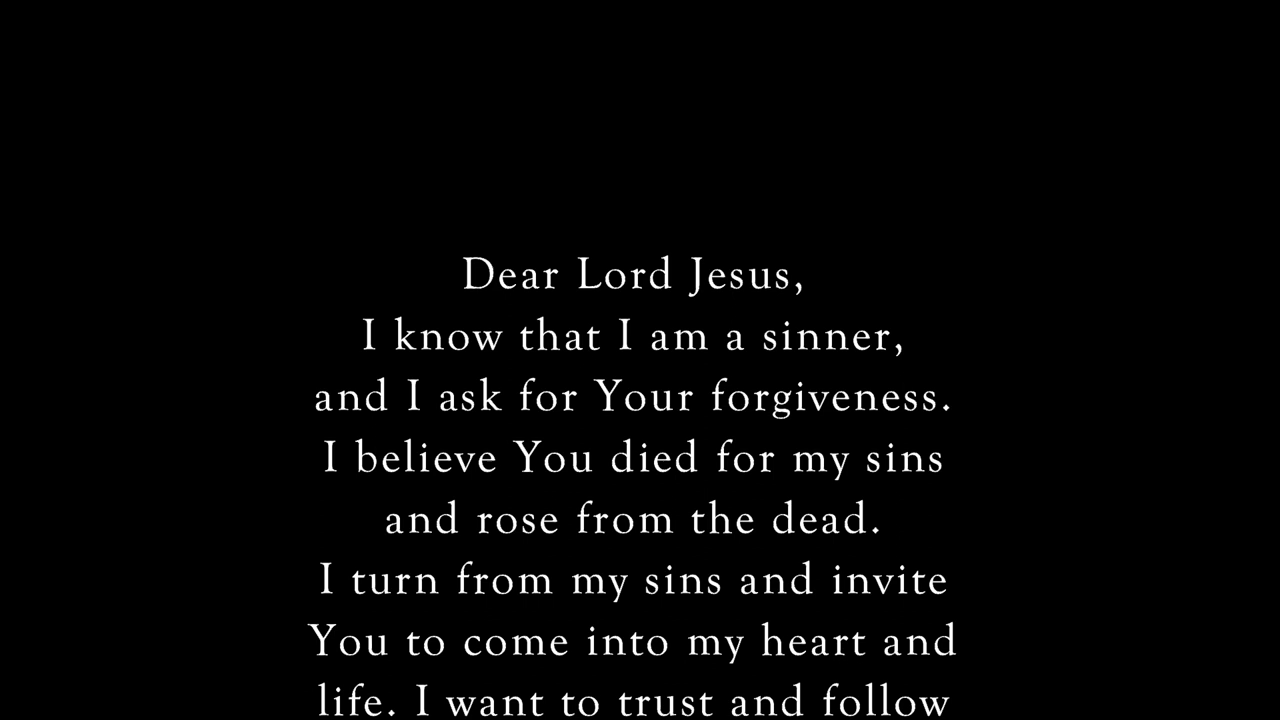 Dear Lord Jesus,
I know that I am a sinner,
and I ask for Your forgiveness.
I believe You died for my sins
and rose from the dead.
I turn from my sins and invite
You to come into my heart and
life. I want to trust and follow